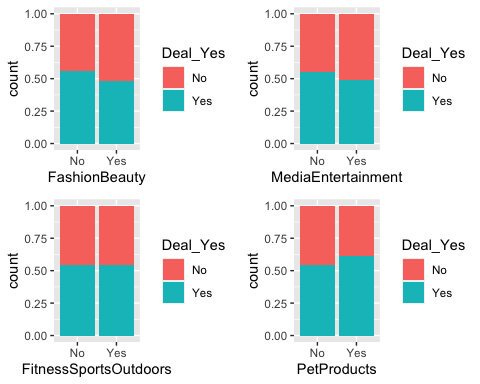 1.00
0.75
0.50
0.25
0.00
count
No Yes
FashionBeauty
Deal_Yes
No
Yes
1.00
0.75
0.50
0.25
0.00
count
No Yes
MediaEntertainment
Deal_Yes
No
Yes
1.00
0.75
0.50
0.25
0.00
count
No Yes
FitnessSportsOutdoors
Deal_Yes
No
Yes
1.00
0.75
0.50
0.25
0.00
count
No Yes
PetProducts
Deal_Yes
No
Yes